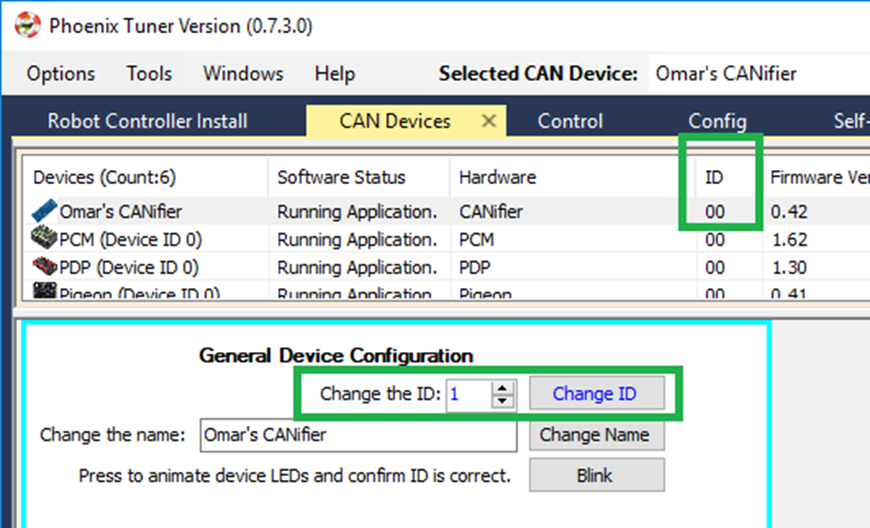 Phoenix Tuner Version (0.7.3.0)
Options Tools Windows Help Selected CAN Device: Omar's CANifier
Robot Controller Install CAN Devices Control Config Self-
Devices (Count:6) Software Status Hardware ID Firmware Ver
Omar's CANifier Running Application. CANifier 00 0.42
PCM (Device ID 0) Running Application. PCM 00 1.62
PDP (Device ID 0) Running Application. PDP 00 1.30
Pigeon (Device ID 0) Running Application. Pigeon 00 0.41
General Device Configuration
Change the ID: 1 Change ID
Change the name: Omar's CANifier Change Name
Press to animate device LEDs and confirm ID is correct. Blink